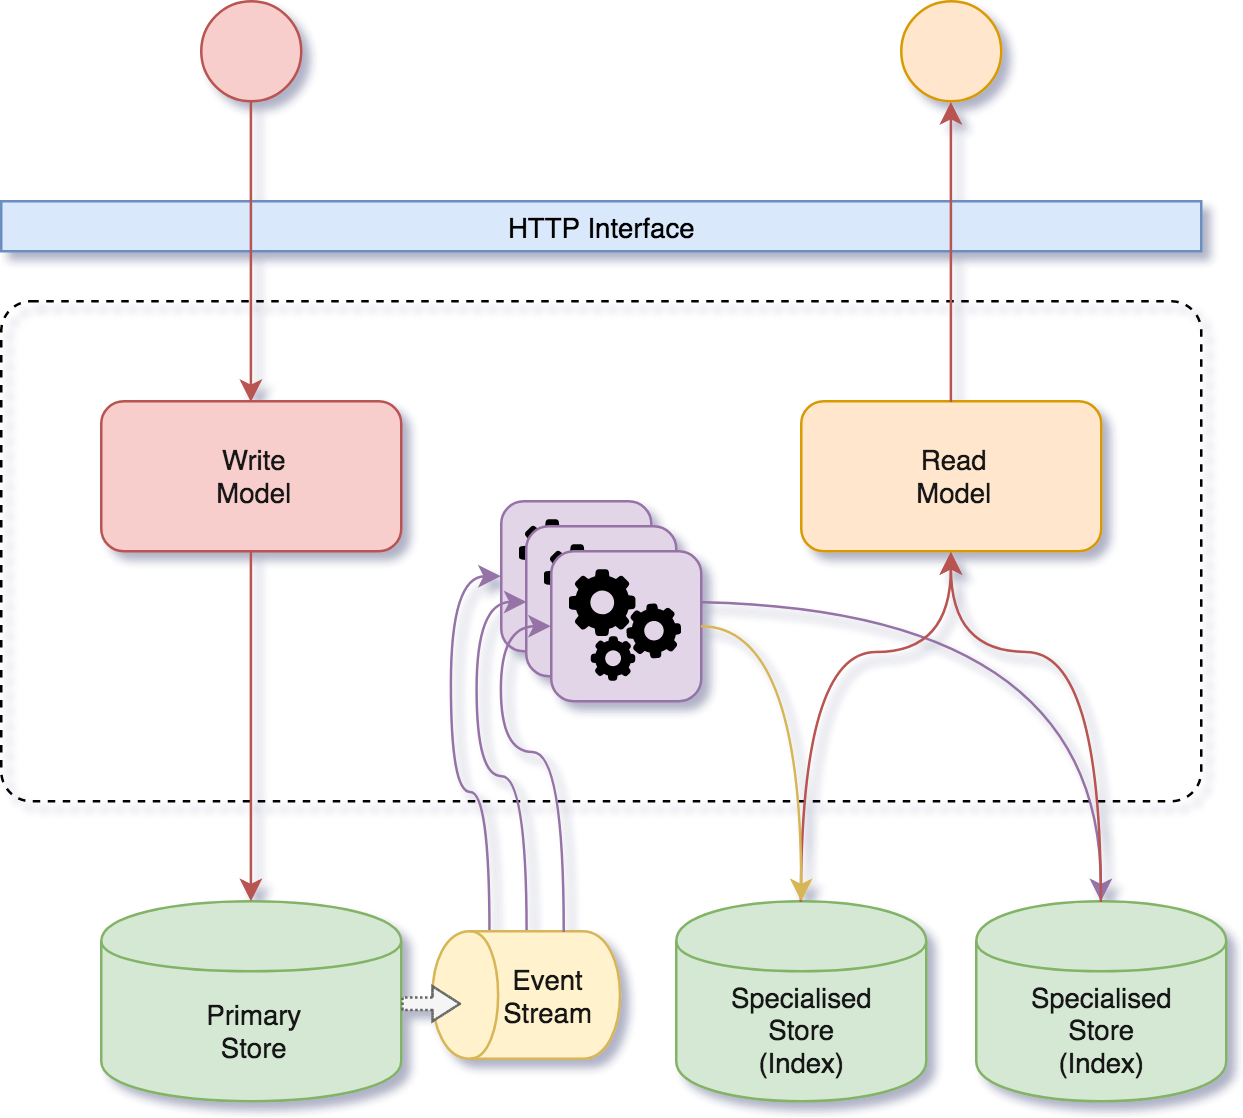 HTTP Interface
Write
Model
Read
Model
Primary
Store
Event
Stream
Specialised
Store
(Index)
Specialised
Store
(Index)